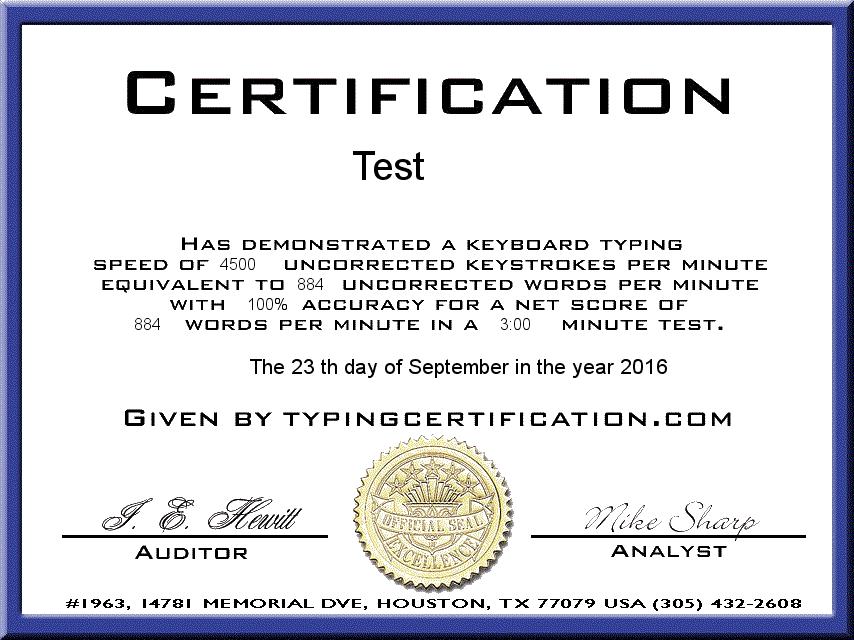 CERTIFICATION
Test
HAS DEMONSTRATED A KEYBOARD TYPING
SPEED OF 4500 UNCORRECTED KEYSTROKES PER MINUTE
EQUIVALENT TO 884 UNCORRECTED WORDS PER MINUTE
WITH 100% ACCURACY FOR A NET SCORE OF
884 WORDS PER MINUTE IN A 3:00 MINUTE TEST.
The 23 th day of September in the year 2016
GIVEN BY TYPINGCERTIFICATION.COM
OFFICIAL SEAL
EXCELLENCE
J. E. Hewitt
Mike Sharp
AUDITOR
ANALYST
#1963, 14781 MEMORIAL DVE, HOUSTON, TX 77079 USA (305) 432-2608